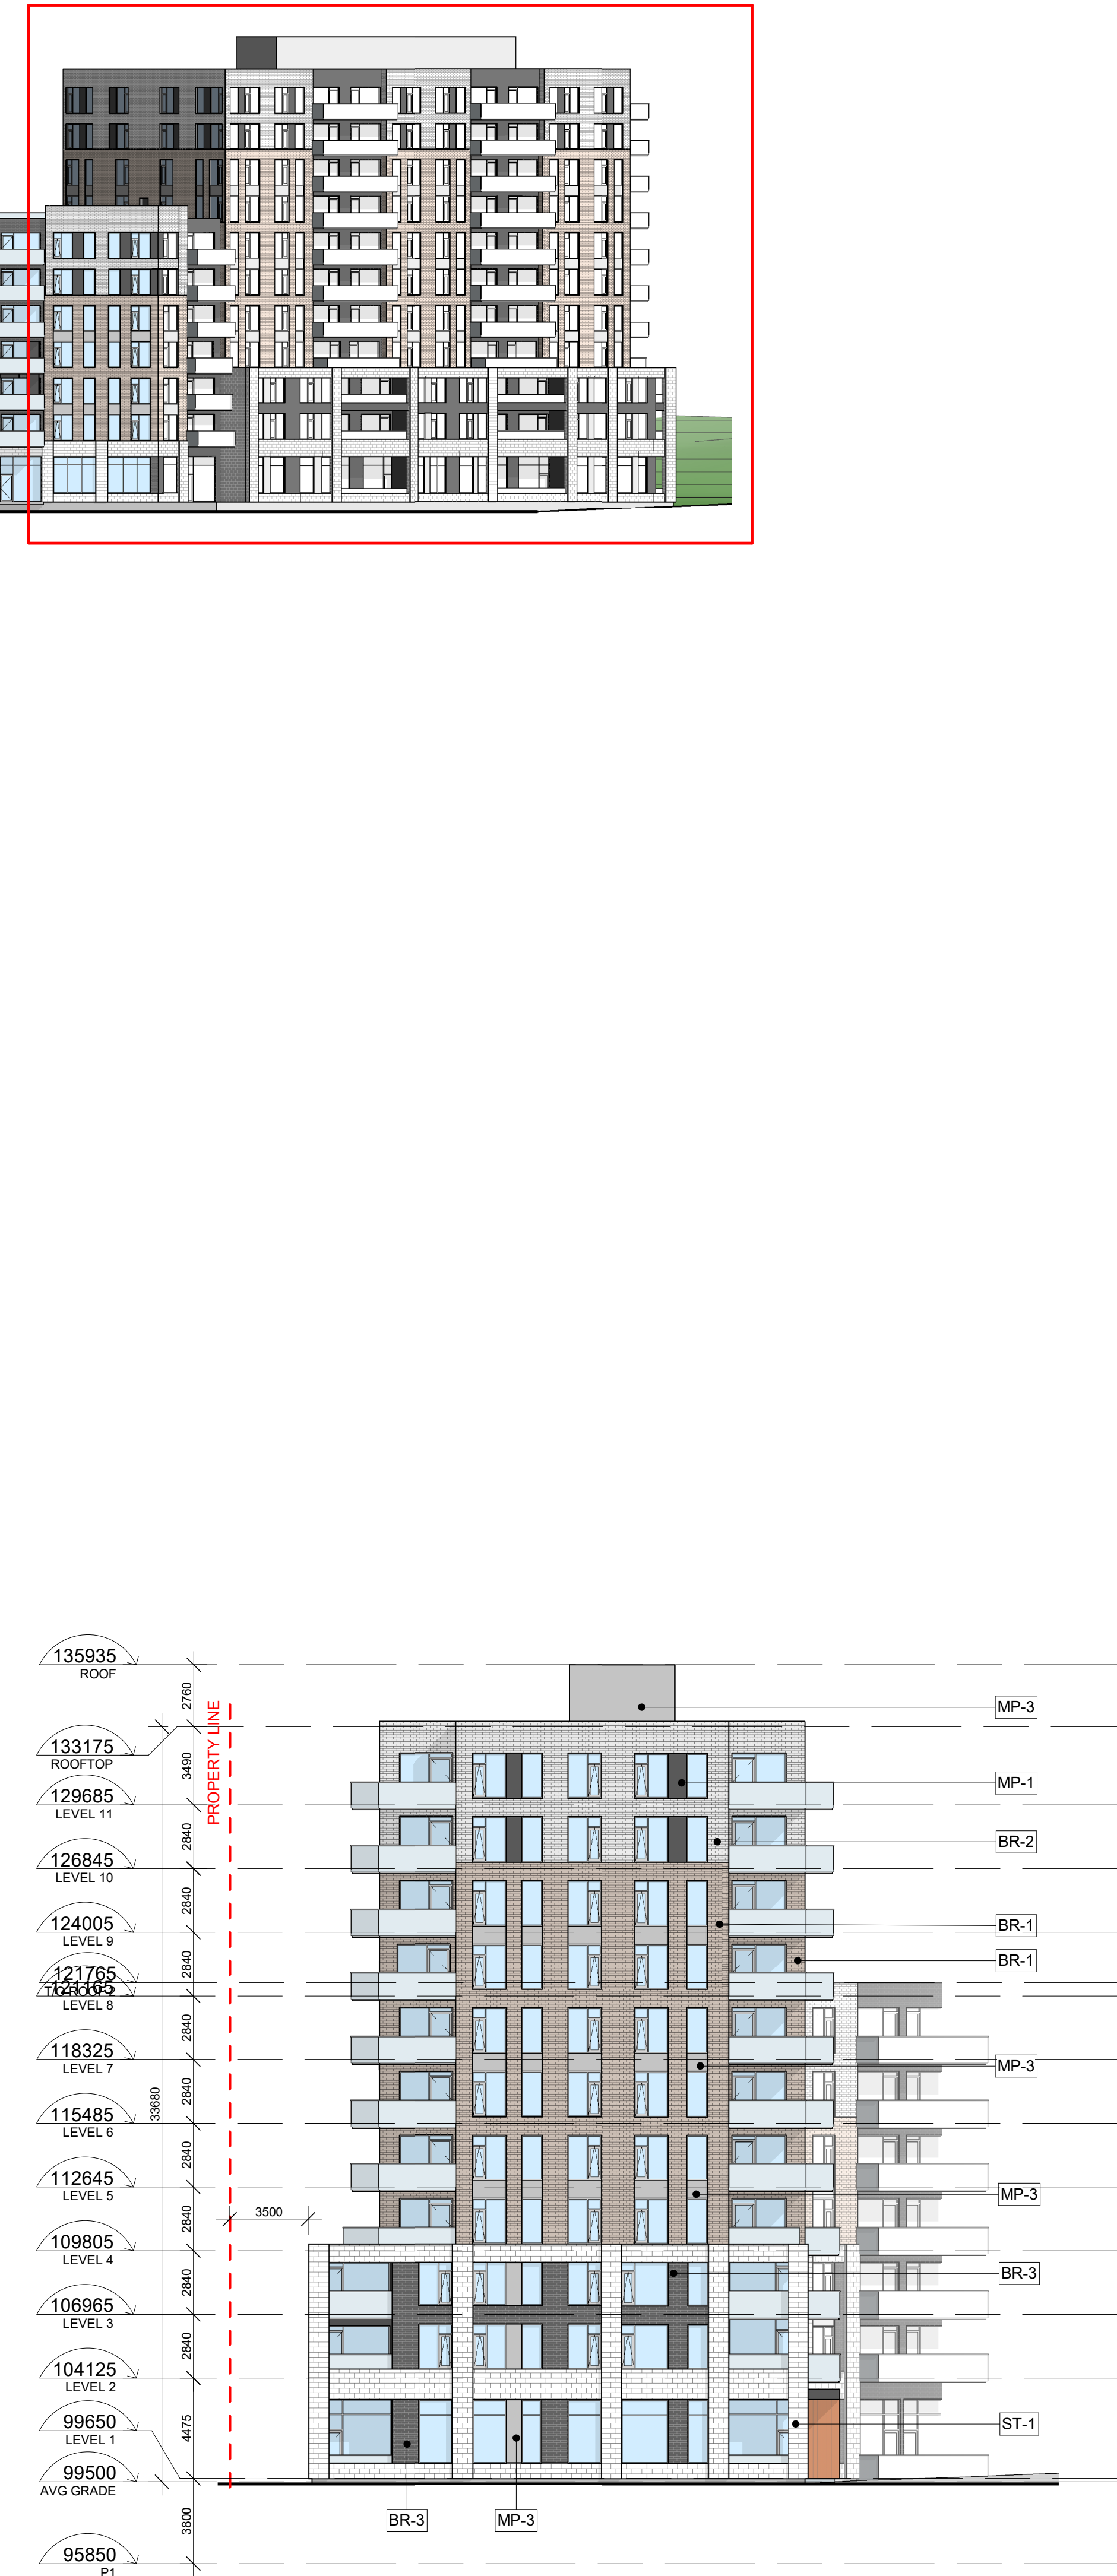 135935
ROOF
2760
MP-3
PROPERTY LINE
133175
ROOFTOP
3490
MP-1
129685
LEVEL 11
2840
BR-2
126845
LEVEL 10
2840
BR-1
124005
LEVEL 9
2840
BR-1
121765
T/O ROOF 2
121165
LEVEL 8
2840
118325
LEVEL 7
MP-3
33680
2840
115485
LEVEL 6
2840
112645
LEVEL 5
MP-3
2840
3500
109805
LEVEL 4
2840
BR-3
106965
LEVEL 3
2840
104125
LEVEL 2
4475
99650
LEVEL 1
ST-1
99500
AVG GRADE
3800
BR-3
MP-3
95850
P1